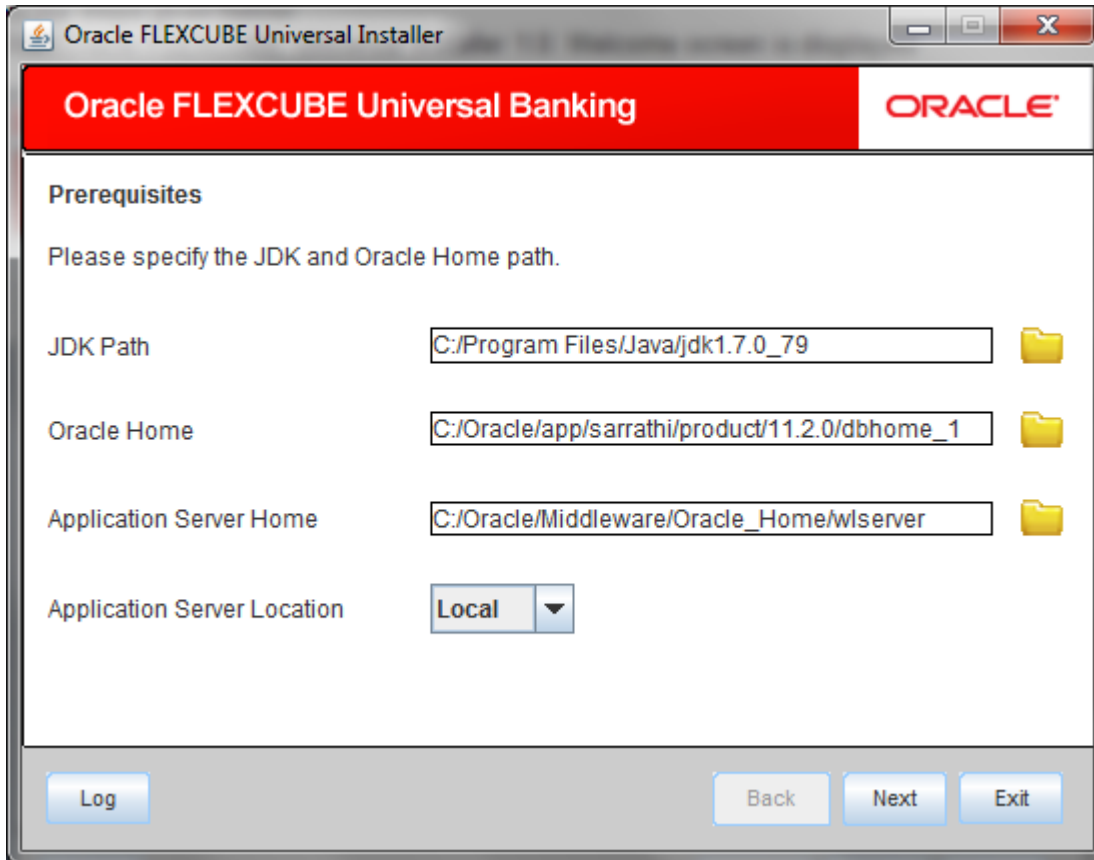 Oracle FLEXCUBE Universal Installer
Oracle FLEXCUBE Universal Banking
ORACLE
Prerequisites
Please specify the JDK and Oracle Home path.
JDK Path C:/Program Files/Java/jdk1.7.0_79
Oracle Home C:/Oracle/app/sarrathi/product/11.2.0/dbhome_1
Application Server Home C:/Oracle/Middleware/Oracle_Home/wlserver
Application Server Location Local
Log Back Next Exit